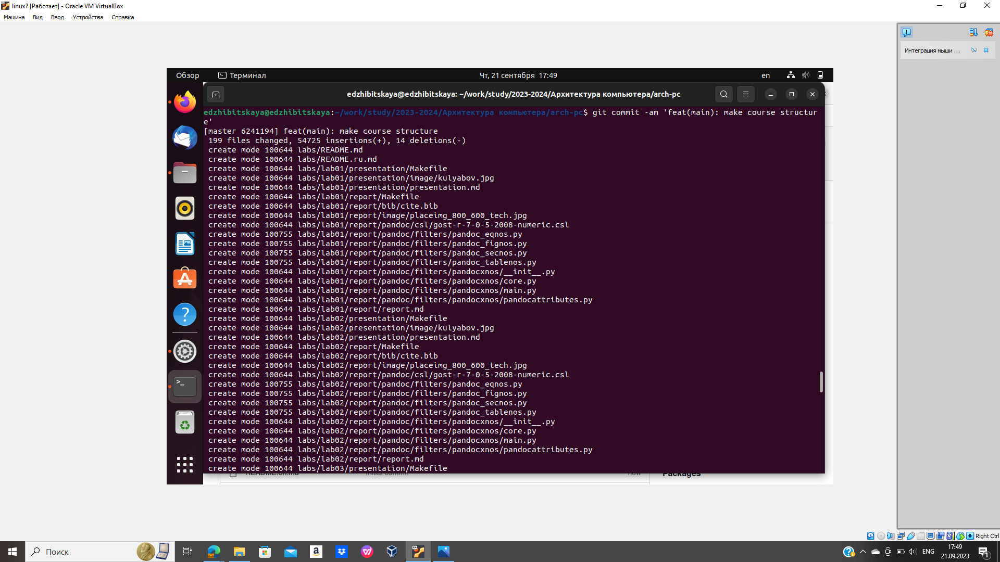 linux? [Работает] - Oracle VM VirtualBox
Машина Вид Ввод Устройства Справка
Интеграция мыши ...
Обзор Терминал Чт, 21 сентября 17:49 en
edzhibitskaya@edzhibitskaya: ~/work/study/2023-2024/Архитектура компьютера/arch-pc
edzhibitskaya@edzhibitskaya:~/work/study/2023-2024/Архитектура компьютера/arch-pc$ git commit -am 'feat(main): make course structur
e'
[master 6241194] feat(main): make course structure
199 files changed, 54725 insertions(+), 14 deletions(-)
create mode 100644 labs/README.md
create mode 100644 labs/README.ru.md
create mode 100644 labs/lab01/presentation/Makefile
create mode 100644 labs/lab01/presentation/image/kulyabov.jpg
create mode 100644 labs/lab01/presentation/presentation.md
create mode 100644 labs/lab01/report/Makefile
create mode 100644 labs/lab01/report/bib/cite.bib
create mode 100644 labs/lab01/report/image/placeimg_800_600_tech.jpg
create mode 100644 labs/lab01/report/pandoc/csl/gost-r-7-0-5-2008-numeric.csl
create mode 100755 labs/lab01/report/pandoc/filters/pandoc_eqnos.py
create mode 100755 labs/lab01/report/pandoc/filters/pandoc_fignos.py
create mode 100755 labs/lab01/report/pandoc/filters/pandoc_secnos.py
create mode 100755 labs/lab01/report/pandoc/filters/pandoc_tablenos.py
create mode 100644 labs/lab01/report/pandoc/filters/pandocxnos/__init__.py
create mode 100644 labs/lab01/report/pandoc/filters/pandocxnos/core.py
create mode 100644 labs/lab01/report/pandoc/filters/pandocxnos/main.py
create mode 100644 labs/lab01/report/pandoc/filters/pandocxnos/pandocattributes.py
create mode 100644 labs/lab01/report/report.md
create mode 100644 labs/lab02/presentation/Makefile
create mode 100644 labs/lab02/presentation/image/kulyabov.jpg
create mode 100644 labs/lab02/presentation/presentation.md
create mode 100644 labs/lab02/report/Makefile
create mode 100644 labs/lab02/report/bib/cite.bib
create mode 100644 labs/lab02/report/image/placeimg_800_600_tech.jpg
create mode 100644 labs/lab02/report/pandoc/csl/gost-r-7-0-5-2008-numeric.csl
create mode 100755 labs/lab02/report/pandoc/filters/pandoc_eqnos.py
create mode 100755 labs/lab02/report/pandoc/filters/pandoc_fignos.py
create mode 100755 labs/lab02/report/pandoc/filters/pandoc_secnos.py
create mode 100755 labs/lab02/report/pandoc/filters/pandoc_tablenos.py
create mode 100644 labs/lab02/report/pandoc/filters/pandocxnos/__init__.py
create mode 100644 labs/lab02/report/pandoc/filters/pandocxnos/core.py
create mode 100644 labs/lab02/report/pandoc/filters/pandocxnos/main.py
create mode 100644 labs/lab02/report/pandoc/filters/pandocxnos/pandocattributes.py
create mode 100644 labs/lab02/report/report.md
create mode 100644 labs/lab03/presentation/Makefile
README.en.md Initial commit now Packages
Right Ctrl
Поиск
ENG 17:49
21.09.2023
1